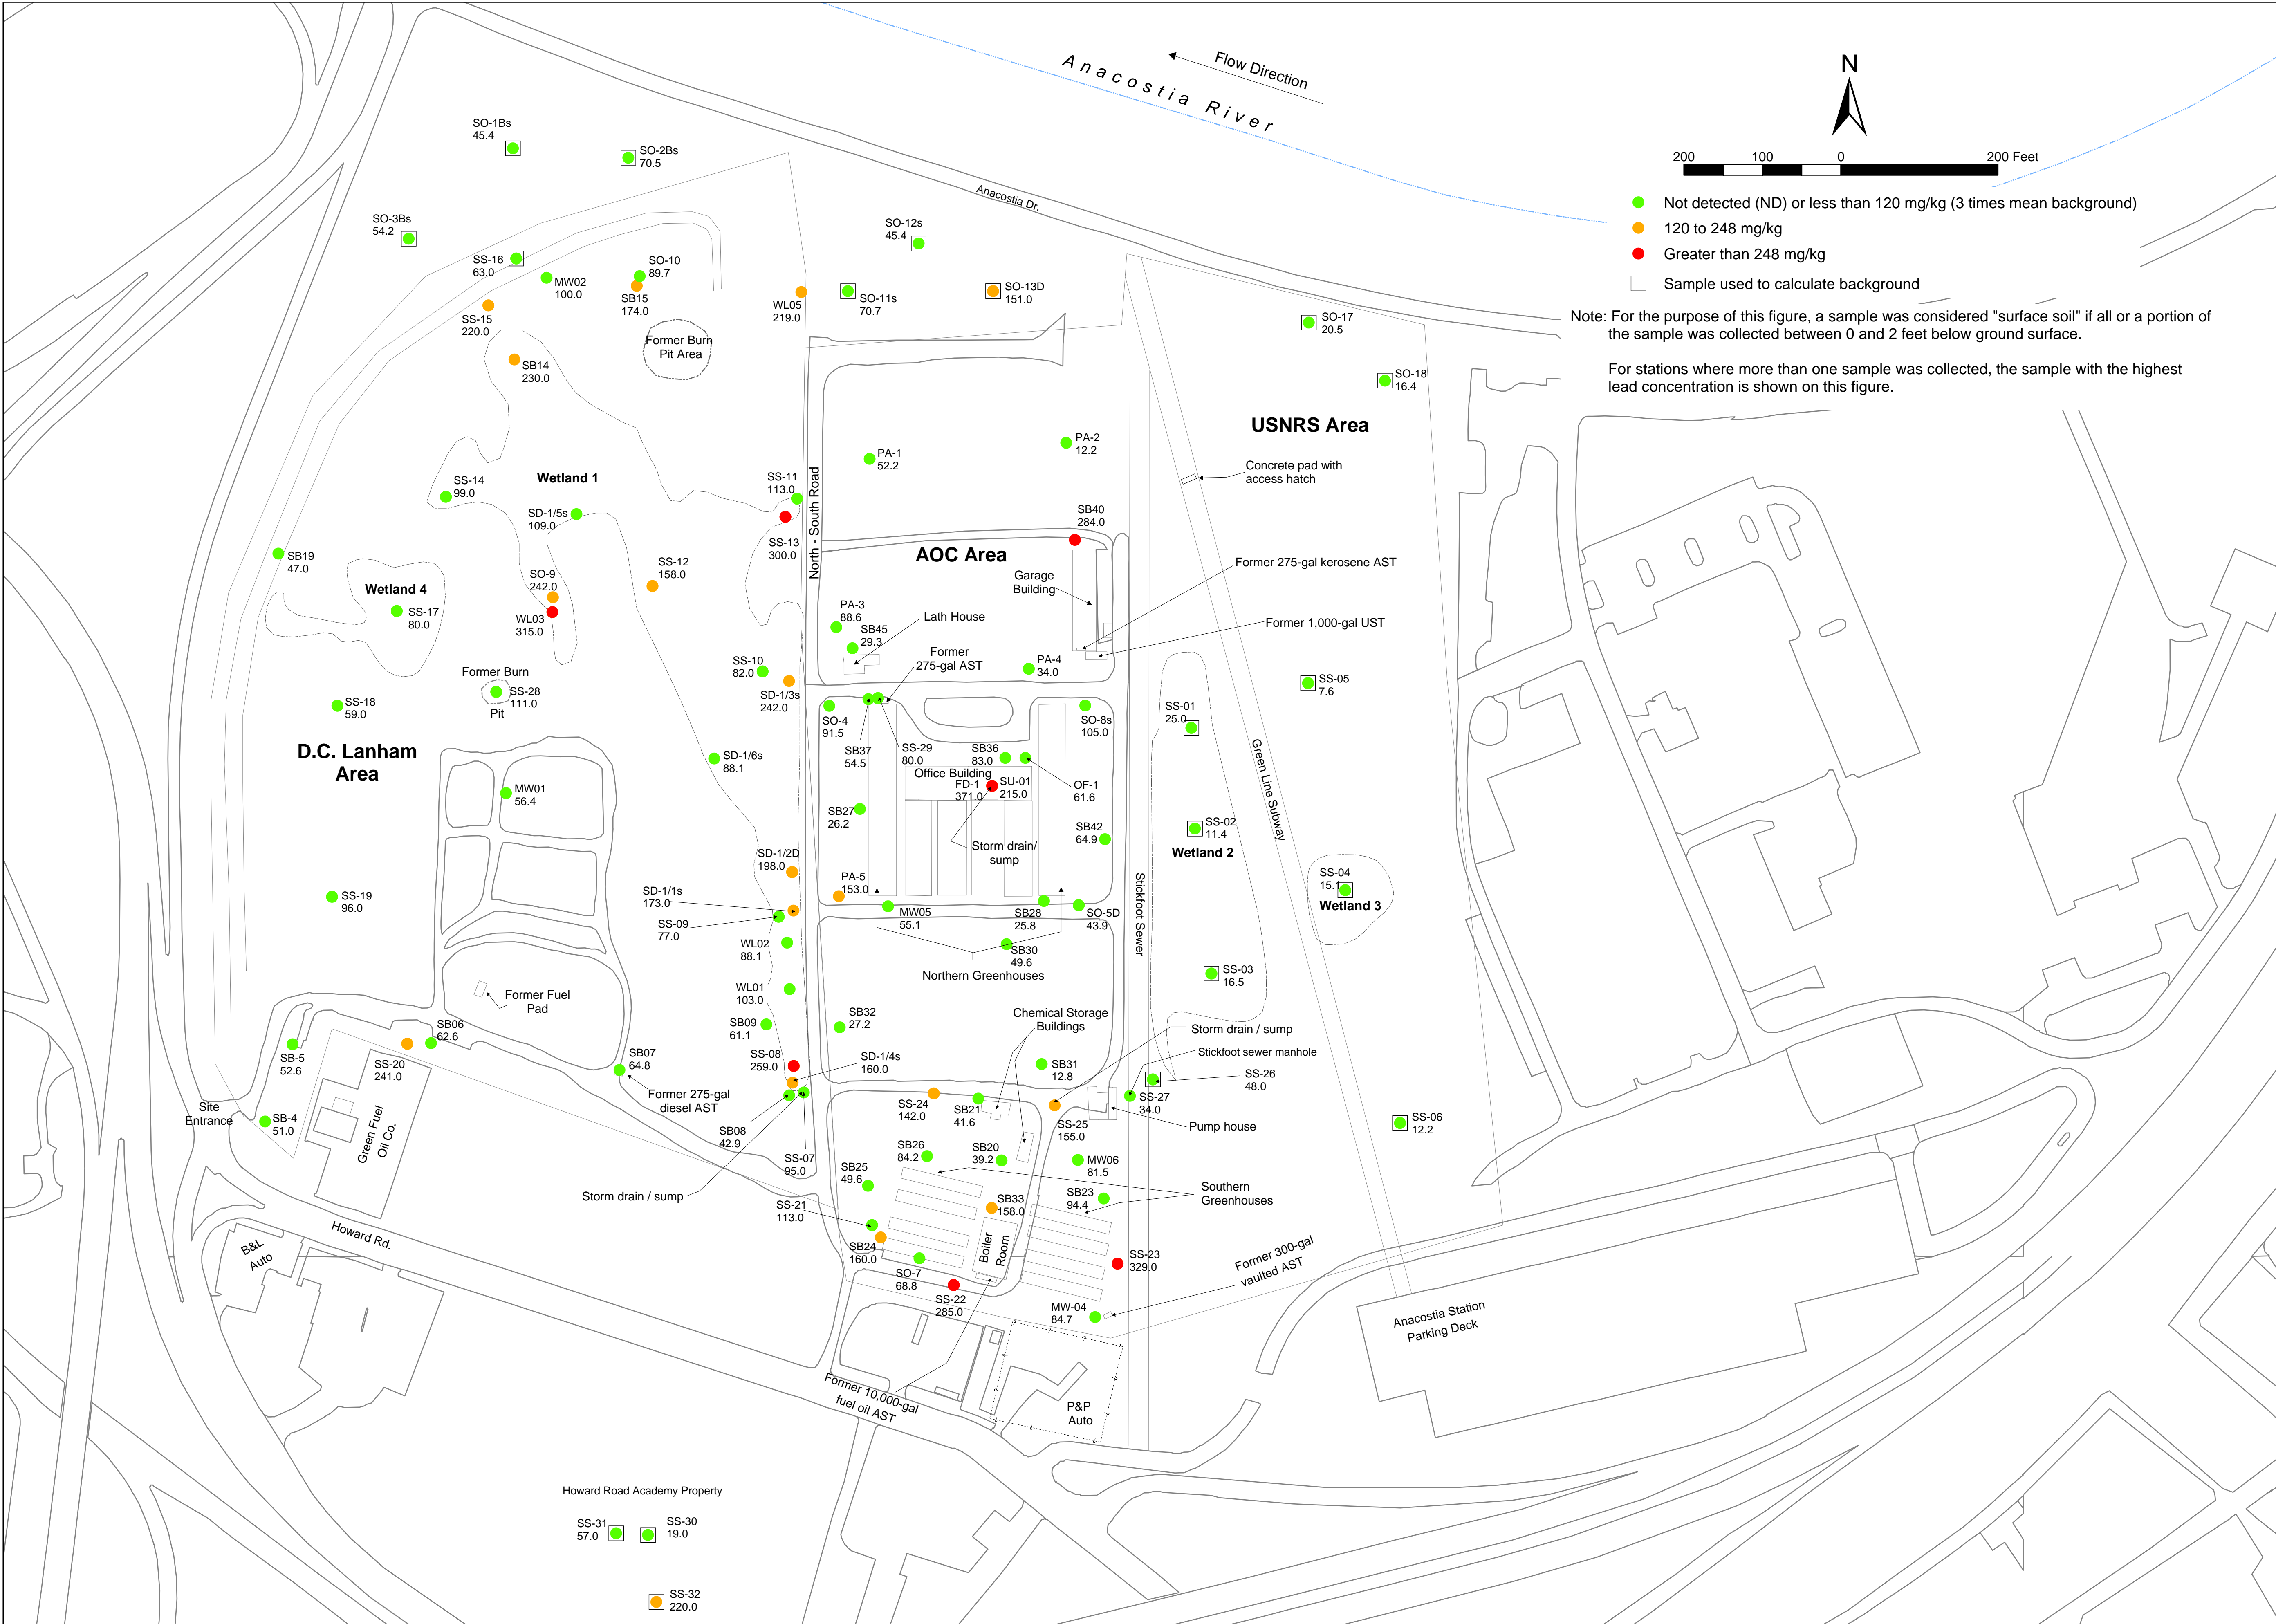 Flow Direction
Anacostia River
N
200 100 0 200 Feet
Not detected (ND) or less than 120 mg/kg (3 times mean background)
120 to 248 mg/kg
Greater than 248 mg/kg
Sample used to calculate background
Note: For the purpose of this figure, a sample was considered "surface soil" if all or a portion of
the sample was collected between 0 and 2 feet below ground surface.
For stations where more than one sample was collected, the sample with the highest
lead concentration is shown on this figure.
SO-1Bs
45.4
SO-2Bs
70.5
Anacostia Dr.
SO-3Bs
54.2
SO-12s
45.4
SS-16
63.0
MW02
100.0
SO-10
89.7
SB15
174.0
WL05
219.0
SO-11s
70.7
SO-13D
151.0
SO-17
20.5
SS-15
220.0
Former Burn
Pit Area
SB14
230.0
SO-18
16.4
USNRS Area
PA-1
52.2
PA-2
12.2
Concrete pad with
access hatch
Wetland 1
SS-14
99.0
SS-11
113.0
North - South Road
SD-1/5s
109.0
SS-13
300.0
SB40
284.0
AOC Area
SB19
47.0
Wetland 4
SS-17
80.0
SO-9
242.0
WL03
315.0
SS-12
158.0
Garage
Building
Former 275-gal kerosene AST
Former 1,000-gal UST
PA-3
88.6
SB45
29.3
Lath House
Former
275-gal AST
PA-4
34.0
SS-10
82.0
SD-1/3s
242.0
Former Burn
SS-28
111.0
Pit
SS-18
59.0
SS-05
7.6
SS-01
25.0
SO-4
91.5
SO-8s
105.0
D.C. Lanham
Area
SB37
54.5
SS-29
80.0
SB36
83.0
SD-1/6s
88.1
Office Building
FD-1
371.0
SU-01
215.0
OF-1
61.6
Green Line Subway
MW01
56.4
SB27
26.2
SB42
64.9
SS-02
11.4
Wetland 2
Storm drain/
sump
SD-1/2D
198.0
PA-5
153.0
Stickfoot Sewer
SS-04
15.1
Wetland 3
SS-19
96.0
SD-1/1s
173.0
SS-09
77.0
MW05
55.1
SB28
25.8
SO-5D
43.9
WL02
88.1
SB30
49.6
Northern Greenhouses
SS-03
16.5
Former Fuel
Pad
WL01
103.0
SB09
61.1
SB32
27.2
Chemical Storage
Buildings
Storm drain / sump
Stickfoot sewer manhole
SB06
62.6
SB-5
52.6
SS-20
241.0
SB07
64.8
SS-08
259.0
SD-1/4s
160.0
SB31
12.8
SS-26
48.0
Former 275-gal
diesel AST
Site
Entrance
SB-4
51.0
Green Fuel
Oil Co.
SS-24
142.0
SB21
41.6
SS-27
34.0
SS-25
155.0
Pump house
SS-06
12.2
SB08
42.9
SS-07
95.0
SB26
84.2
SB20
39.2
MW06
81.5
SB25
49.6
Storm drain / sump
SB23
94.4
Southern
Greenhouses
SS-21
113.0
SB33
158.0
Howard Rd.
B&L
Auto
SB24
160.0
Boiler
Room
SS-23
329.0
Former 300-gal
vaulted AST
SO-7
68.8
SS-22
285.0
MW-04
84.7
Anacostia Station
Parking Deck
Former 10,000-gal
fuel oil AST
P&P
Auto
Howard Road Academy Property
SS-31
57.0
SS-30
19.0
SS-32
220.0